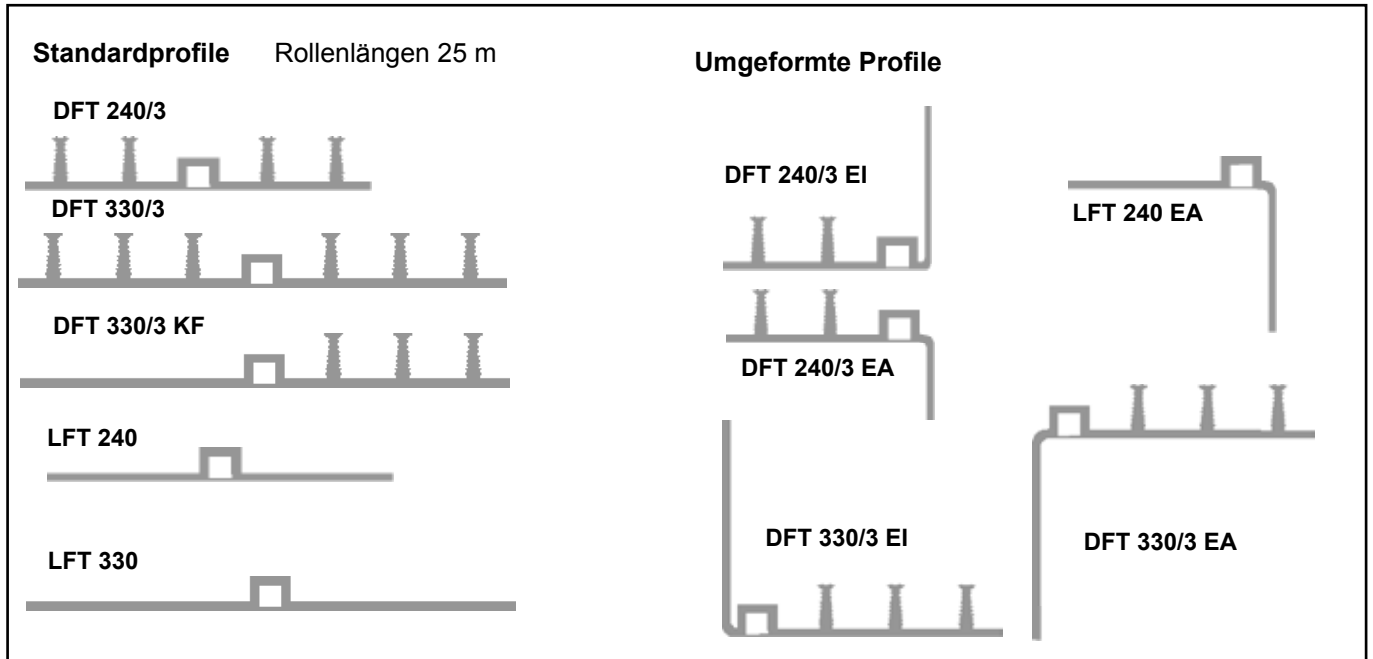 Standardprofile Rollenlängen 25 m
DFT 240/3
DFT 330/3
DFT 330/3 KF
LFT 240
LFT 330
Umgeformte Profile
DFT 240/3 EI
LFT 240 EA
DFT 240/3 EA
DFT 330/3 EI
DFT 330/3 EA